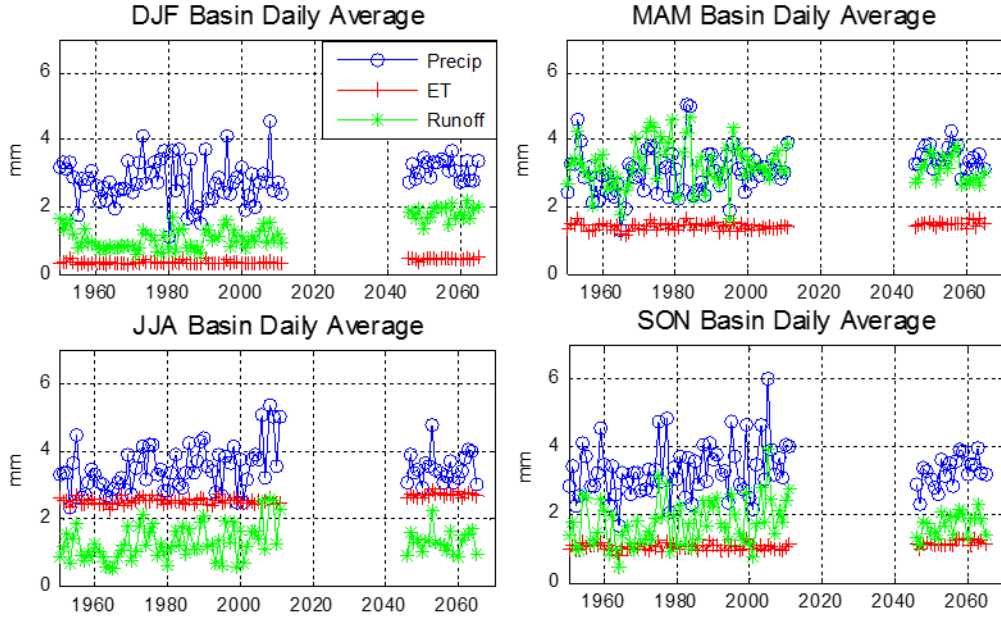 DJF Basin Daily Average
MAM Basin Daily Average
6
4
2
0
mm
Precip
ET
Runoff
1960 1980 2000 2020 2040 2060
6
4
2
0
mm
1960 1980 2000 2020 2040 2060
JJA Basin Daily Average
SON Basin Daily Average
6
4
2
0
mm
1960 1980 2000 2020 2040 2060
6
4
2
0
mm
1960 1980 2000 2020 2040 2060